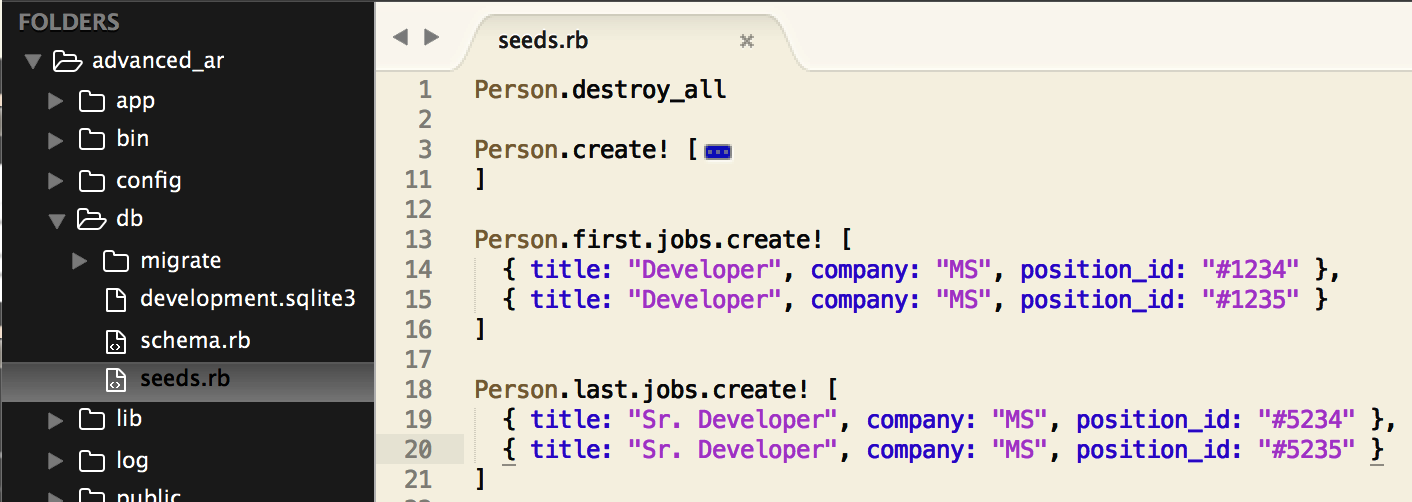 FOLDERS
advanced_ar
app
bin
config
db
migrate
development.sqlite3
schema.rb
seeds.rb
lib
log
public
seeds.rb
1 Person.destroy_all
2
3 Person.create! [
11 ]
12
13 Person.first.jobs.create! [
14 { title: "Developer", company: "MS", position_id: "#1234" },
15 { title: "Developer", company: "MS", position_id: "#1235" }
16 ]
17
18 Person.last.jobs.create! [
19 { title: "Sr. Developer", company: "MS", position_id: "#5234" },
20 { title: "Sr. Developer", company: "MS", position_id: "#5235" }
21 ]